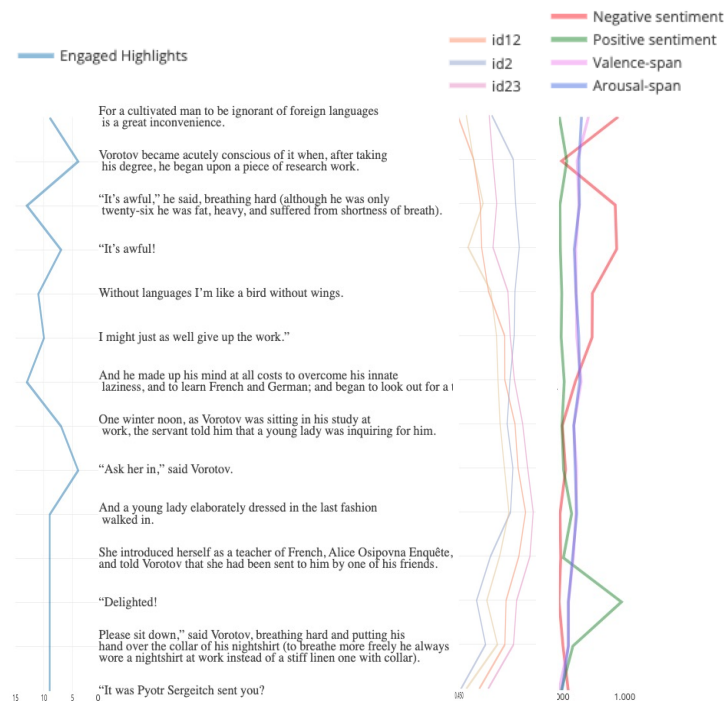 Engaged Highlights
id12
id2
id23
Negative sentiment
Positive sentiment
Valence-span
Arousal-span
For a cultivated man to be ignorant of foreign languages
is a great inconvenience.
Vorotov became acutely conscious of it when, after taking
his degree, he began upon a piece of research work.
“It’s awful,” he said, breathing hard (although he was only
twenty-six he was fat, heavy, and suffered from shortness of breath).
“It’s awful!
Without languages I’m like a bird without wings.
I might just as well give up the work.”
And he made up his mind at all costs to overcome his innate
laziness, and to learn French and German; and began to look out for a
One winter noon, as Vorotov was sitting in his study at
work, the servant told him that a young lady was inquiring for him.
“Ask her in,” said Vorotov.
And a young lady elaborately dressed in the last fashion
walked in.
She introduced herself as a teacher of French, Alice Osipovna Enquête,
and told Vorotov that she had been sent to him by one of his friends.
“Delighted!
Please sit down,” said Vorotov, breathing hard and putting his
hand over the collar of his nightshirt (to breathe more freely he always
wore a nightshirt at work instead of a stiff linen one with collar).
“It was Pyotr Sergeitch sent you?
15 10 5 0 1.000